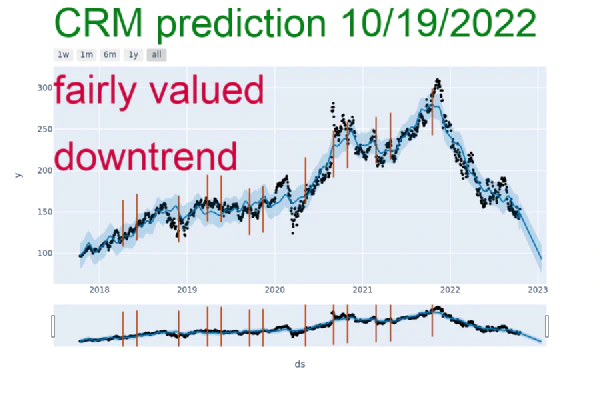 CRM prediction 10/19/2022
1w 1m 6m 1y all
fairly valued
downtrend
300
250
200
150
100
y
2018 2019 2020 2021 2022 2023
ds